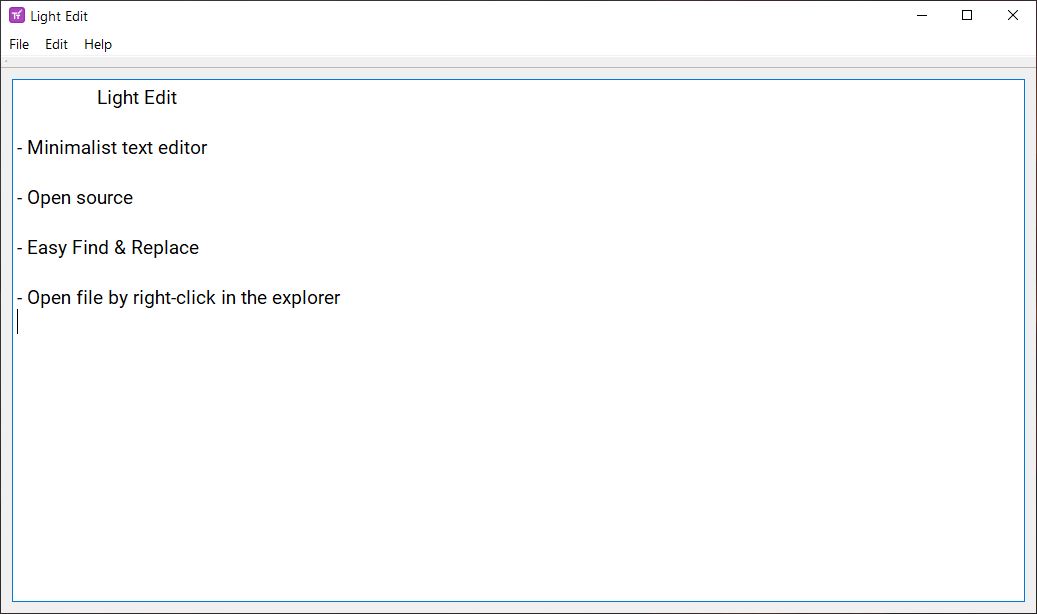 Light Edit
File Edit Help
Light Edit
- Minimalist text editor
- Open source
- Easy Find & Replace
- Open file by right-click in the explorer